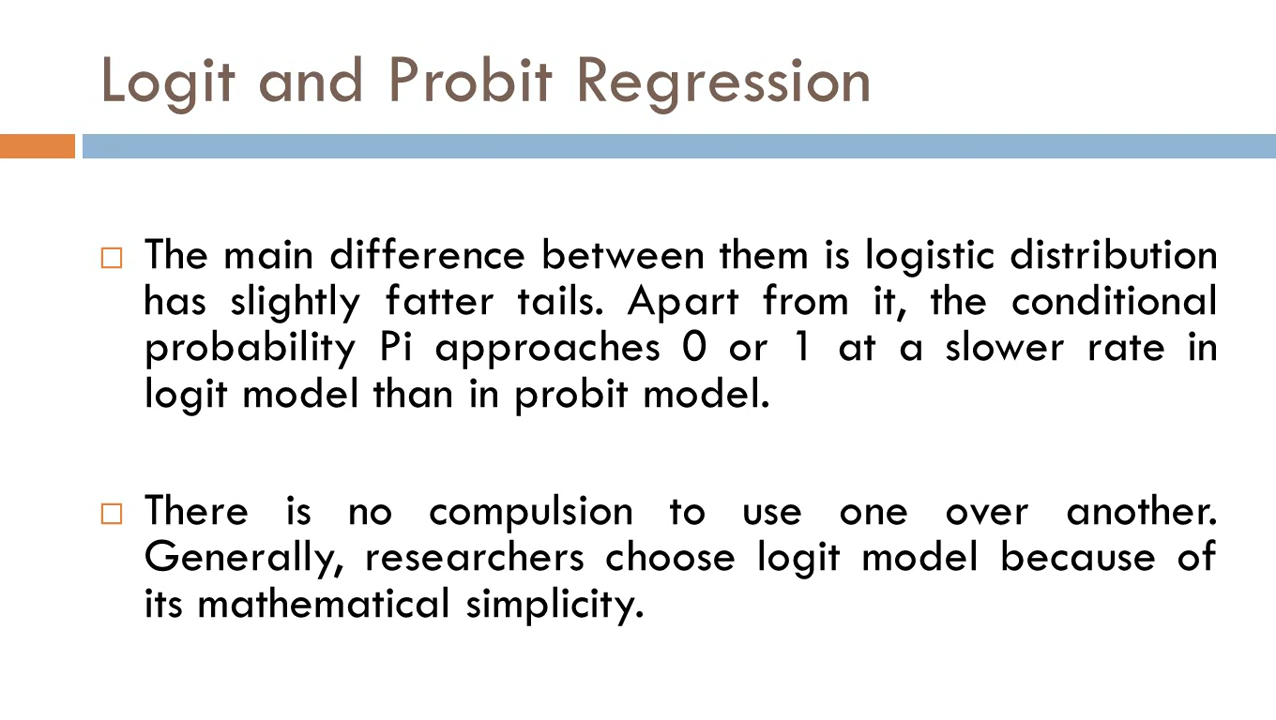 Logit and Probit Regression
The main difference between them is logistic distribution
has slightly fatter tails. Apart from it, the conditional
probability Pi approaches 0 or 1 at a slower rate in
logit model than in probit model.
There is no compulsion to use one over another.
Generally, researchers choose logit model because of
its mathematical simplicity.